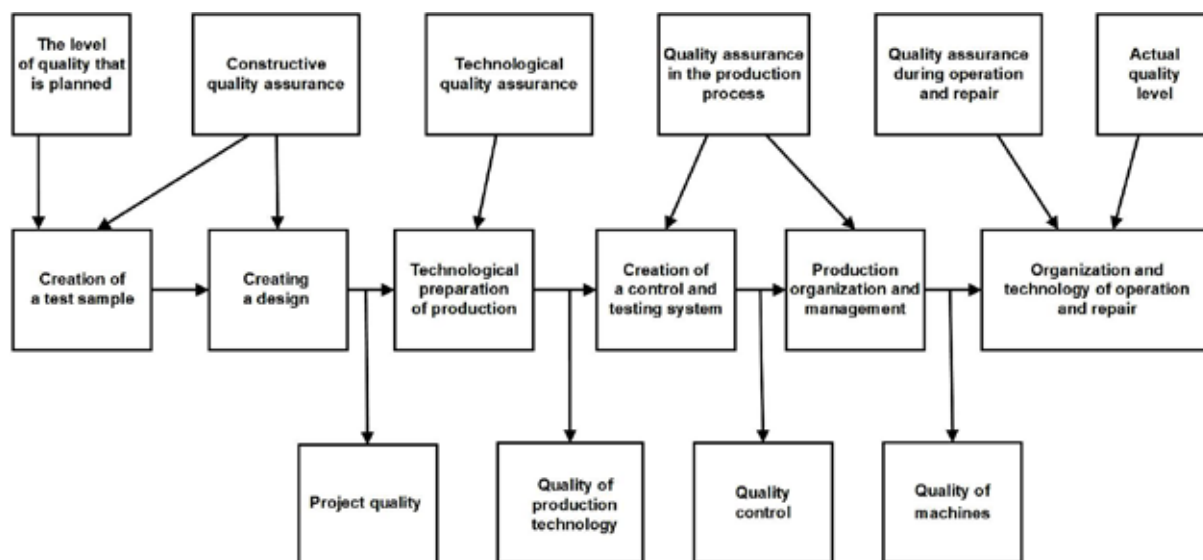 The level
of quality that
is planned
Constructive
quality assurance
Technological
quality assurance
Quality assurance
in the production
process
Quality assurance
during operation
and repair
Actual
quality
level
Creation of
a test sample
Creating
a design
Technological
preparation
of production
Creation of
a control and
testing system
Production
organization and
management
Organization and
technology of operation
and repair
Project quality
Quality of
production
technology
Quality
control
Quality of
machines